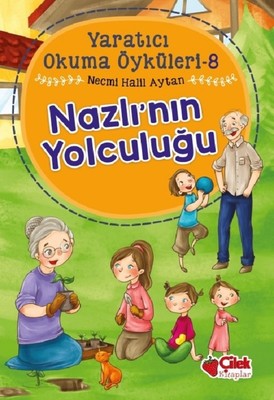 Yaratıcı
Okuma Öyküleri-8
Necmi Halil Aytan
Nazlı'nın
Yolculuğu
Çilek
Kitaplar